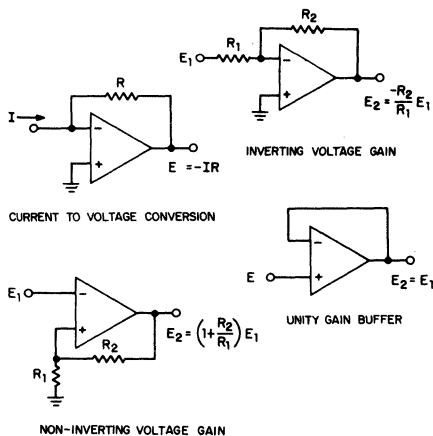 R
I
−
+
E = -IR
CURRENT TO VOLTAGE CONVERSION
E₁
R₁
R₂
−
+
E₂ = -R₂/R₁ E₁
INVERTING VOLTAGE GAIN
E
−
+
E₂ = E₁
UNITY GAIN BUFFER
E₁
−
+
R₂
R₁
E₂ = (1+R₂/R₁) E₁
NON-INVERTING VOLTAGE GAIN